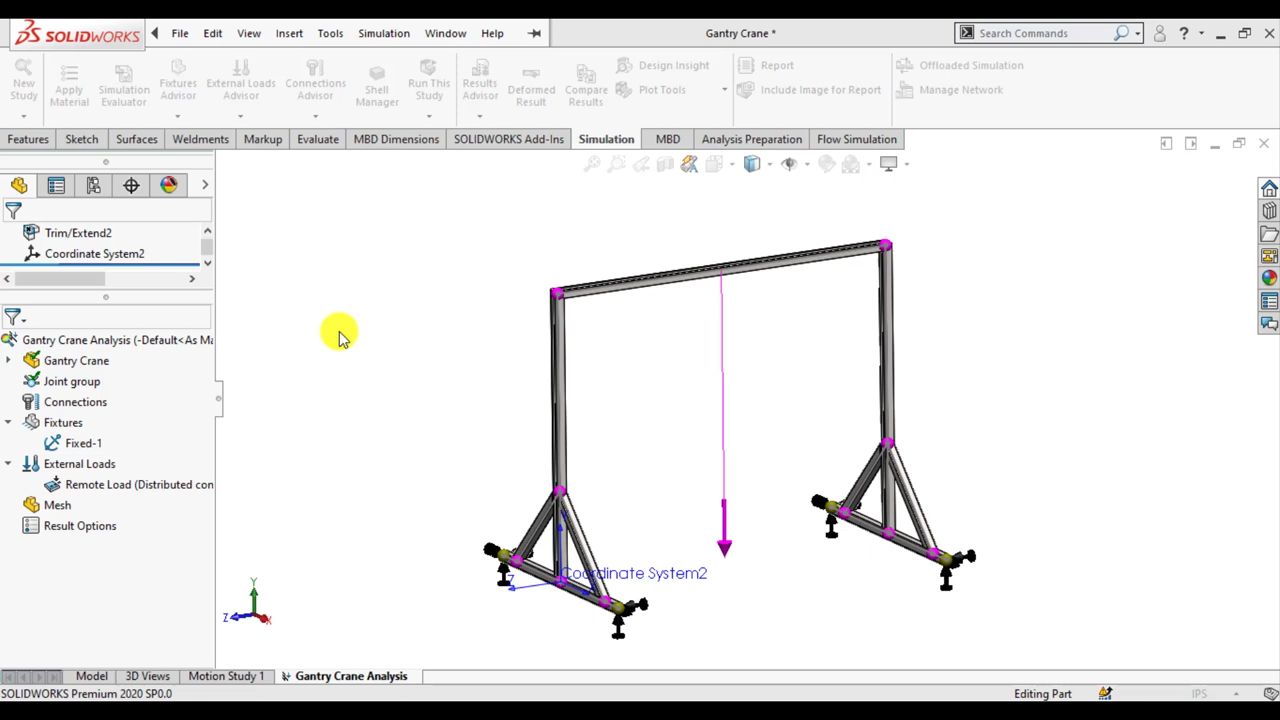 SOLIDWORKS
File Edit View Insert Tools Simulation Window Help
Gantry Crane *
Search Commands
New Study
Apply Material
Simulation Evaluator
Fixtures Advisor
External Loads Advisor
Connections Advisor
Shell Manager
Run This Study
Results Advisor
Deformed Result
Compare Results
Design Insight
Plot Tools
Report
Include Image for Report
Offloaded Simulation
Manage Network
Features Sketch Surfaces Weldments Markup Evaluate MBD Dimensions SOLIDWORKS Add-Ins Simulation MBD Analysis Preparation Flow Simulation
Trim/Extend2
Coordinate System2
Gantry Crane Analysis (-Default<As Ma
Gantry Crane
Joint group
Connections
Fixtures
Fixed-1
External Loads
Remote Load (Distributed con
Mesh
Result Options
Coordinate System2
Z
Y
Z
X
Model 3D Views Motion Study 1 Gantry Crane Analysis
SOLIDWORKS Premium 2020 SP0.0
Editing Part
IPS